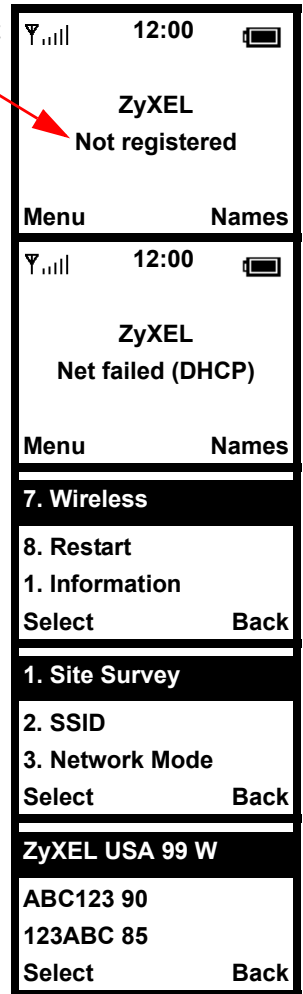 12:00
ZyXEL
Not registered
Menu Names
12:00
ZyXEL
Net failed (DHCP)
Menu Names
7. Wireless
8. Restart
1. Information
Select Back
1. Site Survey
2. SSID
3. Network Mode
Select Back
ZyXEL USA 99 W
ABC123 90
123ABC 85
Select Back